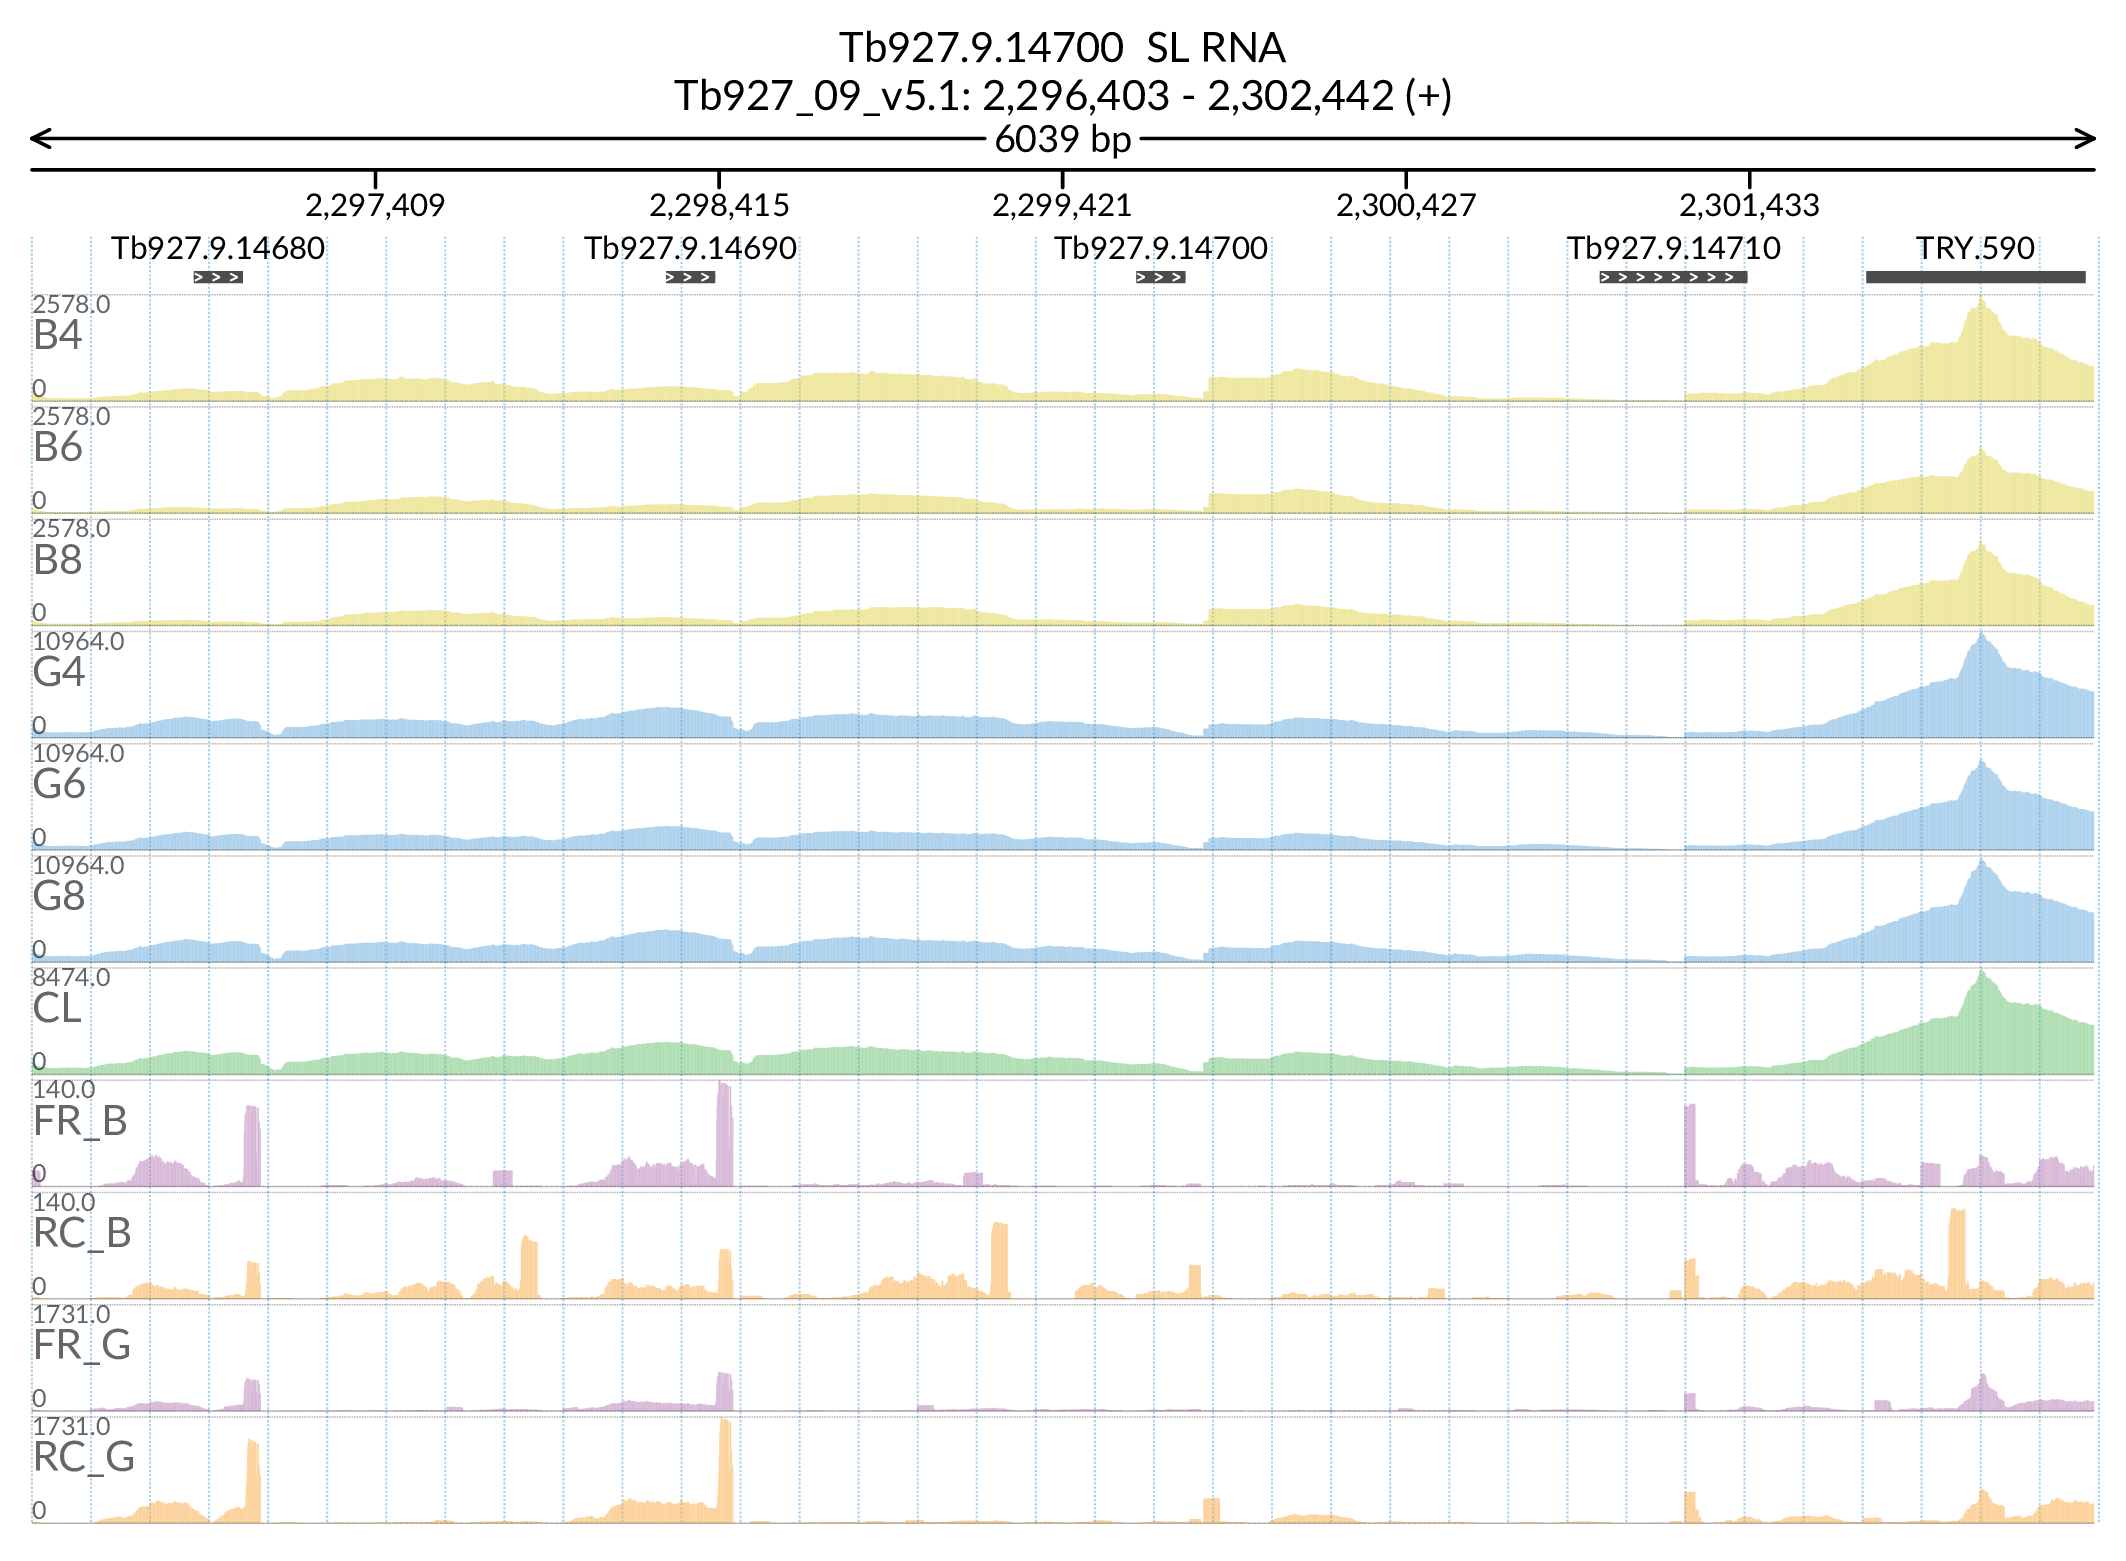 Tb927.9.14700  SL RNA
Tb927_09_v5.1: 2,296,403 - 2,302,442 (+)
6039 bp
2,297,409 2,298,415 2,299,421 2,300,427 2,301,433
Tb927.9.14680 Tb927.9.14690 Tb927.9.14700 Tb927.9.14710 TRY.590
2578.0
B4
0
2578.0
B6
0
2578.0
B8
0
10964.0
G4
0
10964.0
G6
0
10964.0
G8
0
8474.0
CL
0
140.0
FR_B
0
140.0
RC_B
0
1731.0
FR_G
0
1731.0
RC_G
0